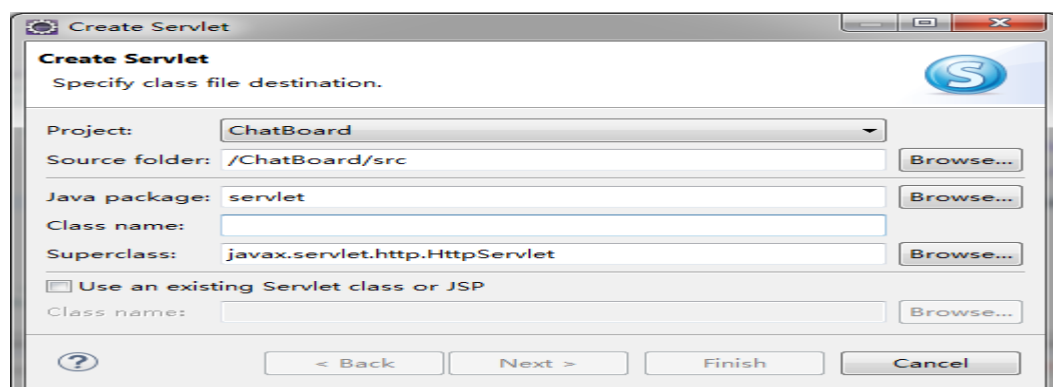 Create Servlet
Create Servlet
Specify class file destination.
S
Project: ChatBoard
Source folder: /ChatBoard/src Browse...
Java package: servlet Browse...
Class name:
Superclass: javax.servlet.http.HttpServlet Browse...
Use an existing Servlet class or JSP
Class name: Browse...
? < Back Next > Finish Cancel